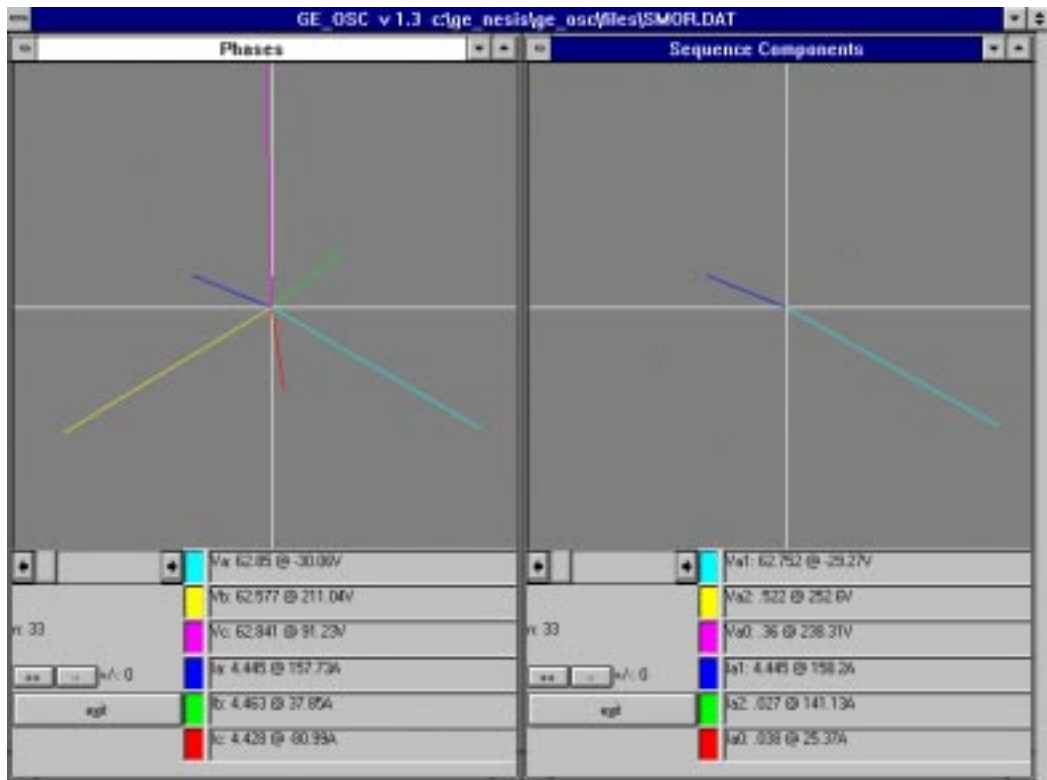 GE_OSC v 1.3 c:\ge_nesis\ge_osc\files\SMOFL.DAT
Phases
Va: 62.85 @ -30.06V
Vb: 62.577 @ 211.04V
Vc: 62.841 @ 91.23V
n: 33
Ia: 4.445 @ 157.73A
+/-: 0
Ib: 4.463 @ 37.85A
exit
Ic: 4.428 @ -80.99A
Sequence Components
Va1: 62.752 @ -29.27V
Va2: .522 @ 252.6V
Va0: .36 @ 238.31V
n: 33
Ia1: 4.445 @ 158.2A
+/-: 0
Ia2: .027 @ 141.13A
exit
Ia0: .038 @ 25.37A